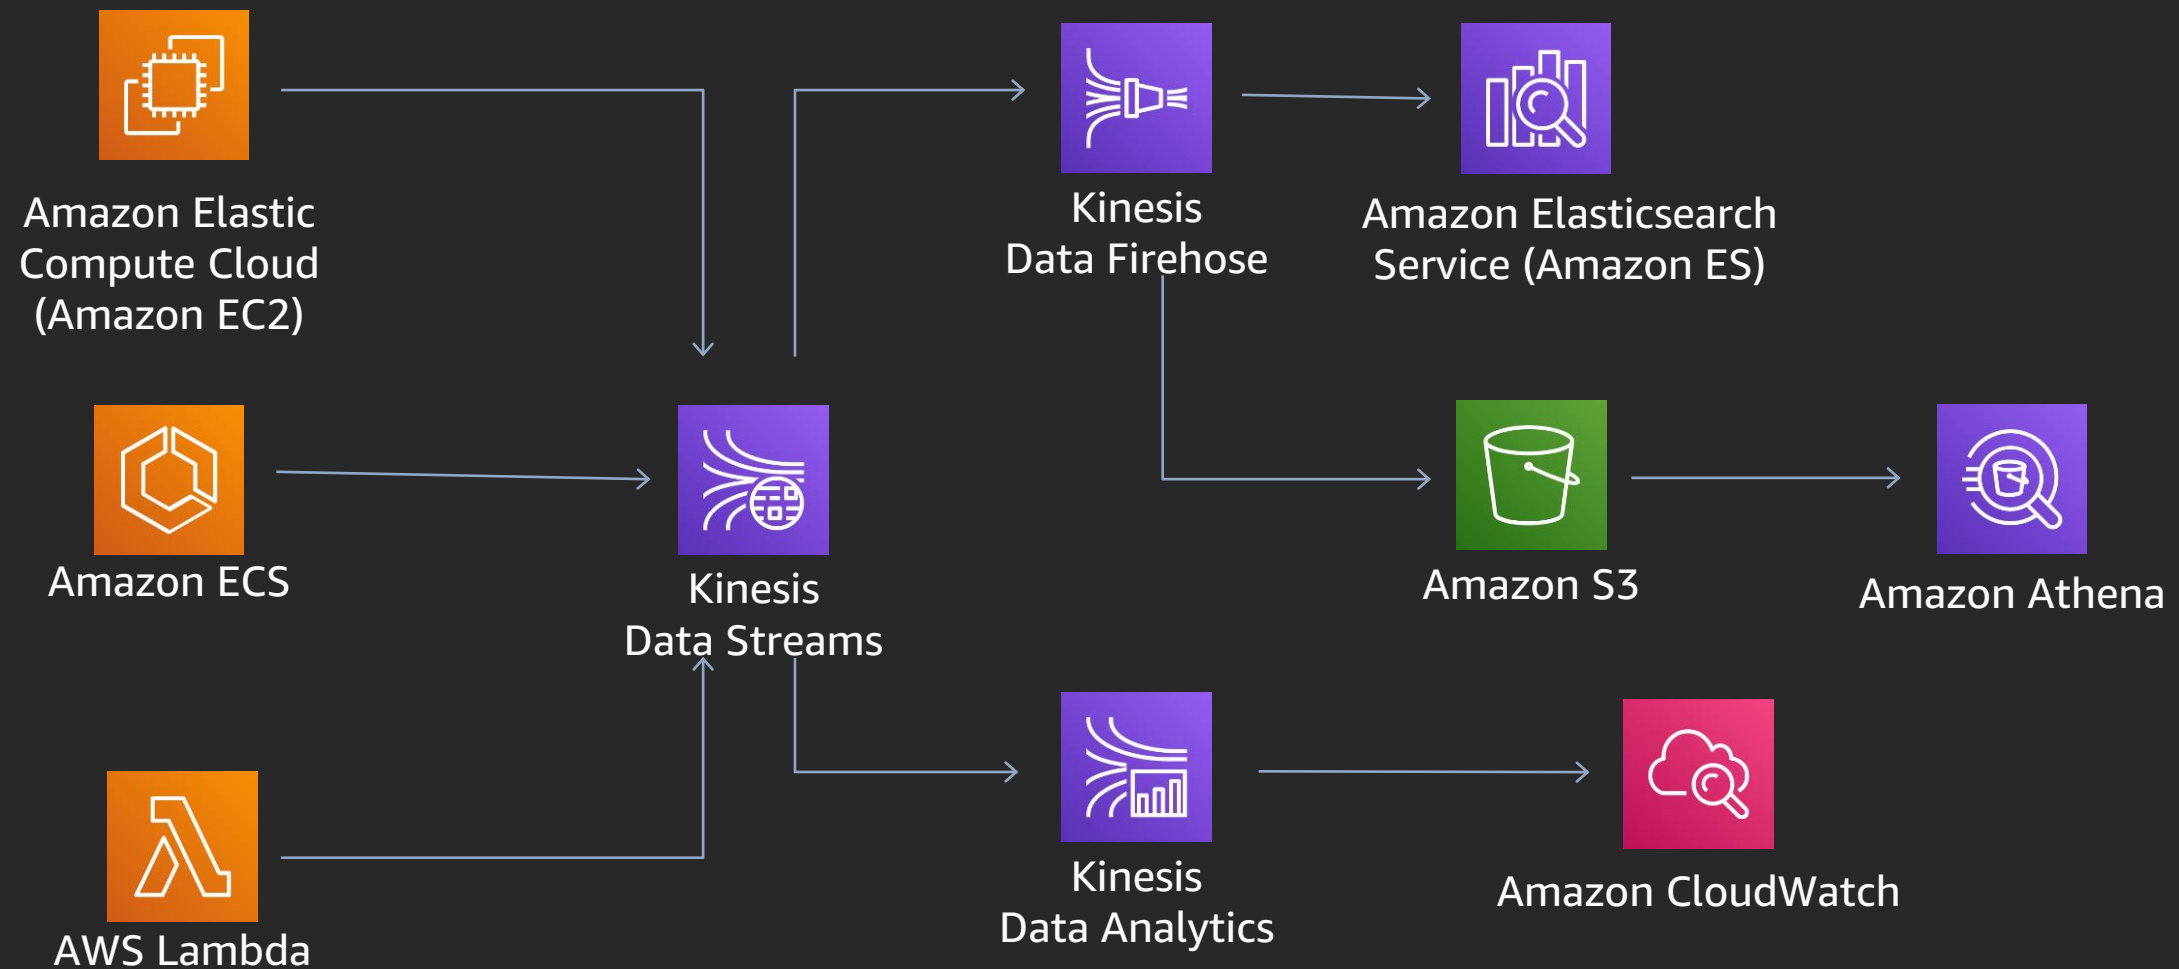 Amazon Elastic
Compute Cloud
(Amazon EC2)
Kinesis
Data Firehose
Amazon Elasticsearch
Service (Amazon ES)
Amazon ECS
Kinesis
Data Streams
Amazon S3
Amazon Athena
AWS Lambda
Kinesis
Data Analytics
Amazon CloudWatch